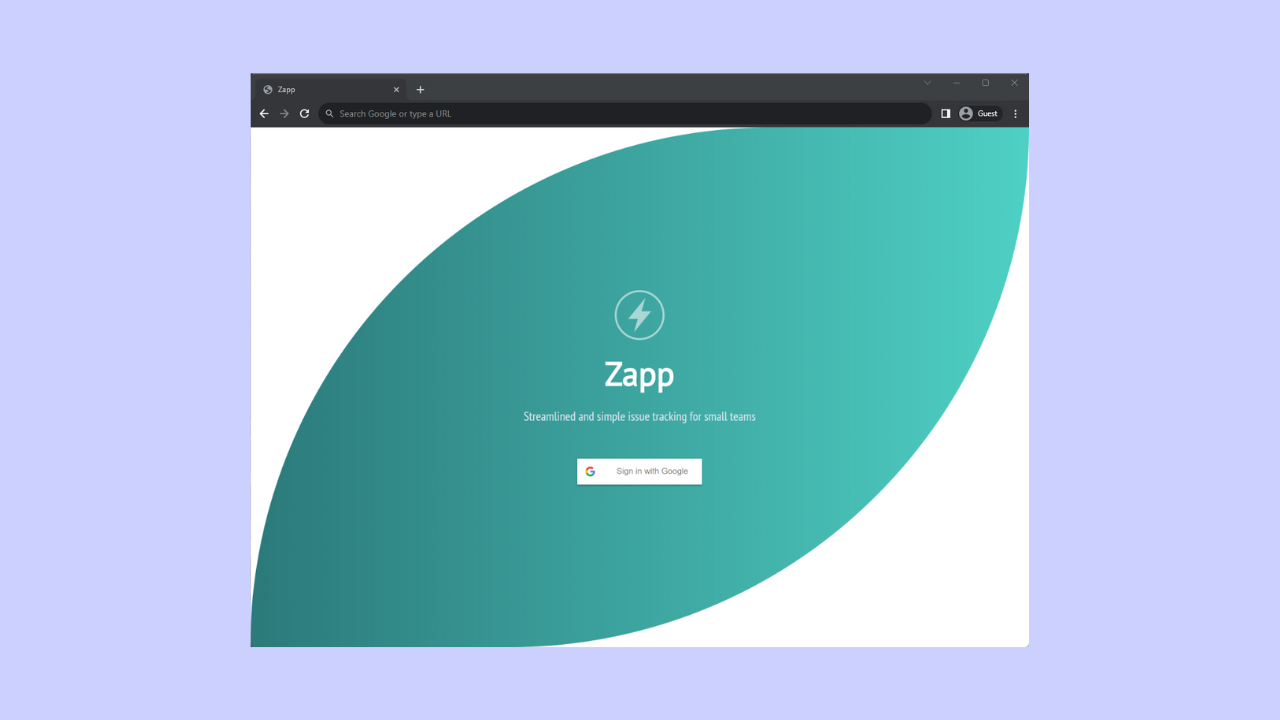 Zapp
Search Google or type a URL
Guest
Zapp
Streamlined and simple issue tracking for small teams
Sign in with Google